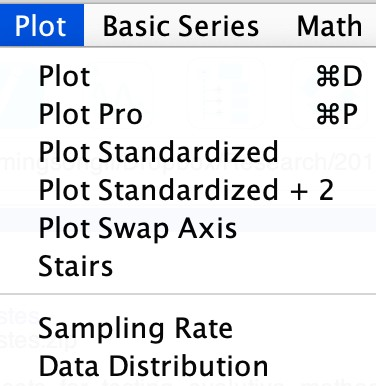 Plot Basic Series Math
Plot ⌘D
Plot Pro ⌘P
Plot Standardized
Plot Standardized + 2
Plot Swap Axis
Stairs
Sampling Rate
Data Distribution